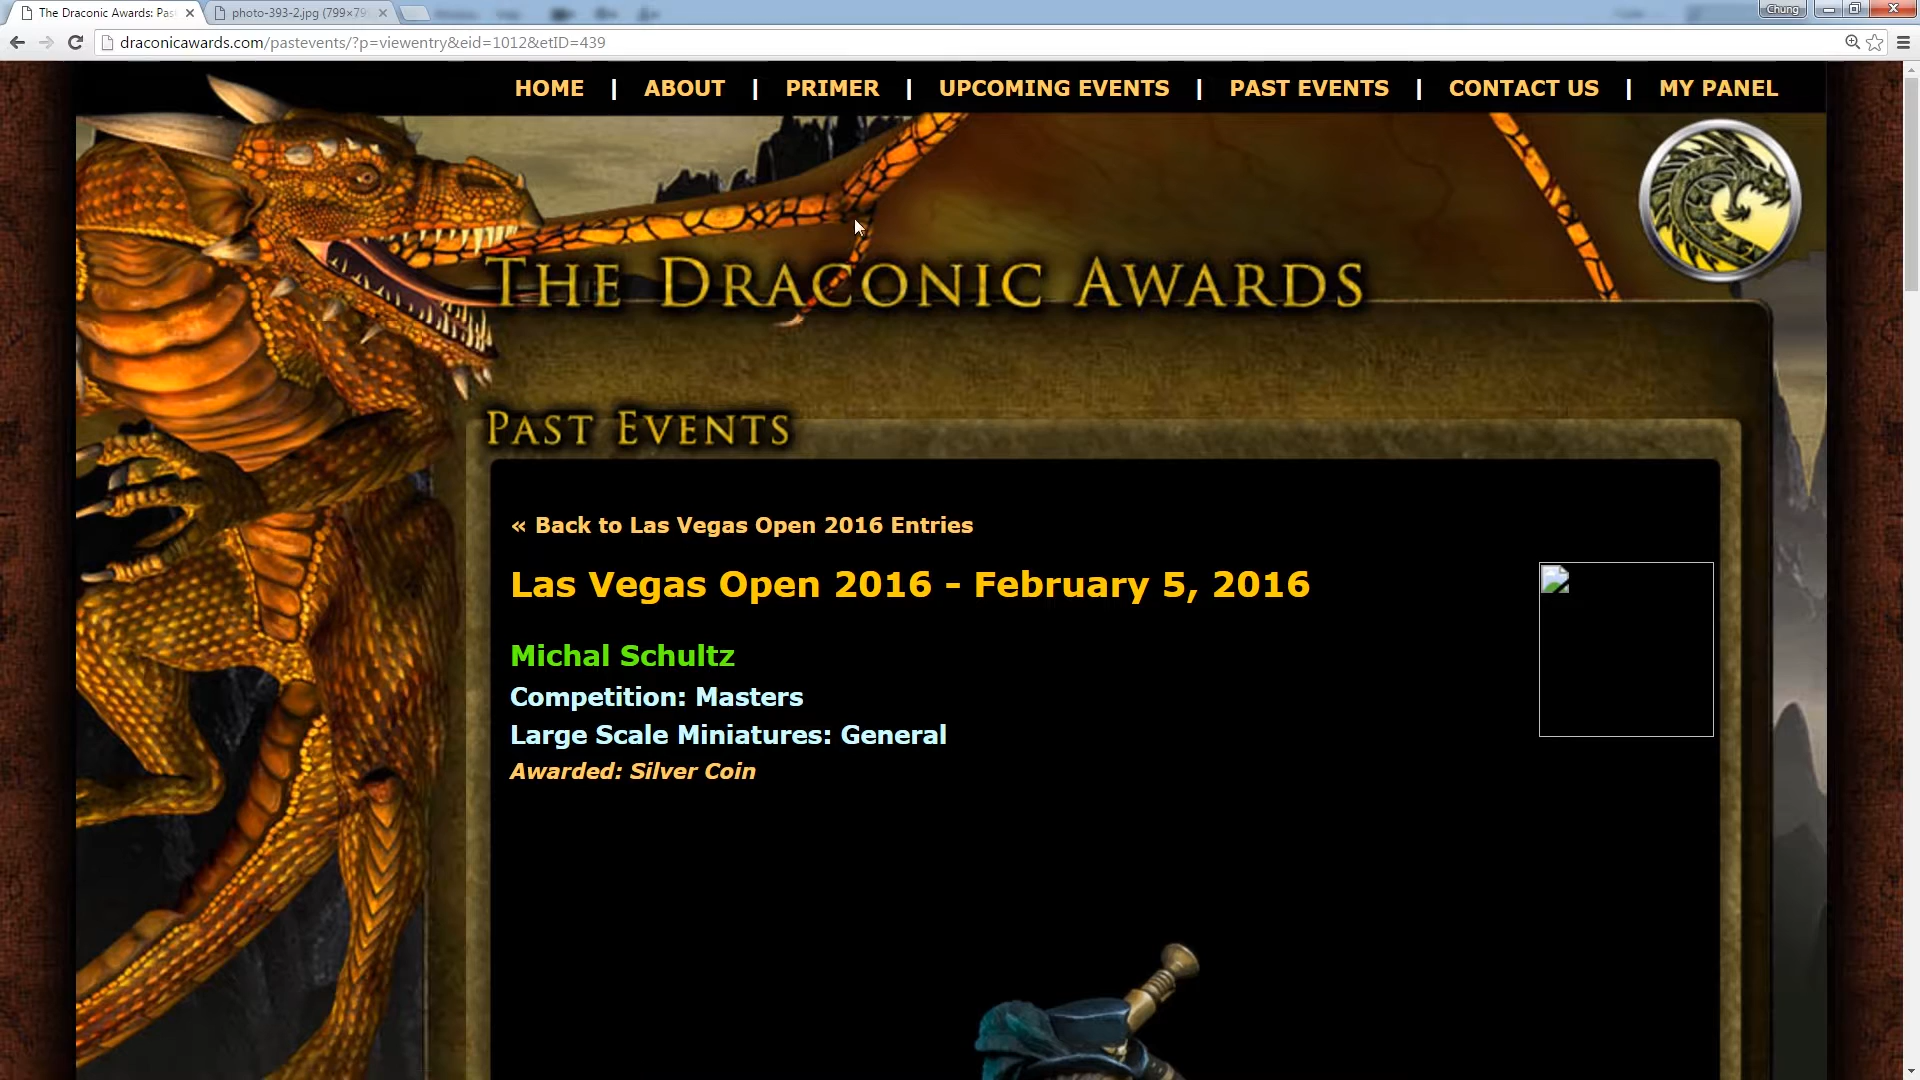 The Draconic Awards: Pas
photo-393-2.jpg (799×79
Chung
draconicawards.com/pastevents/?p=viewentry&eid=1012&etID=439
HOME | ABOUT | PRIMER | UPCOMING EVENTS | PAST EVENTS | CONTACT US | MY PANEL
THE DRACONIC AWARDS
PAST EVENTS
« Back to Las Vegas Open 2016 Entries
Las Vegas Open 2016 - February 5, 2016
Michal Schultz
Competition: Masters
Large Scale Miniatures: General
Awarded: Silver Coin